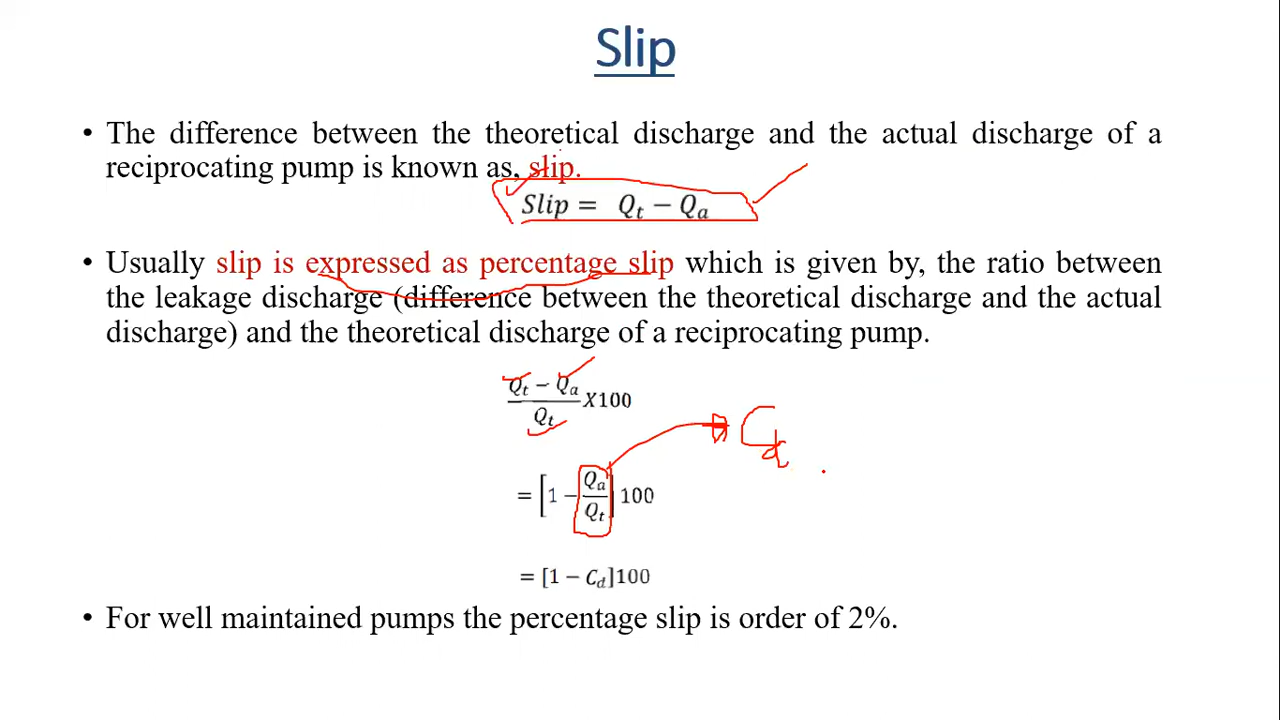 Slip
• The difference between the theoretical discharge and the actual discharge of a
reciprocating pump is known as, slip.
Slip = Qₜ − Qₐ
• Usually slip is expressed as percentage slip which is given by, the ratio between
the leakage discharge (difference between the theoretical discharge and the actual
discharge) and the theoretical discharge of a reciprocating pump.
Qₜ − Qₐ
X100
Qₜ
C_d
= [1 − Qₐ/Qₜ] 100
= [1 − C_d]100
• For well maintained pumps the percentage slip is order of 2%.